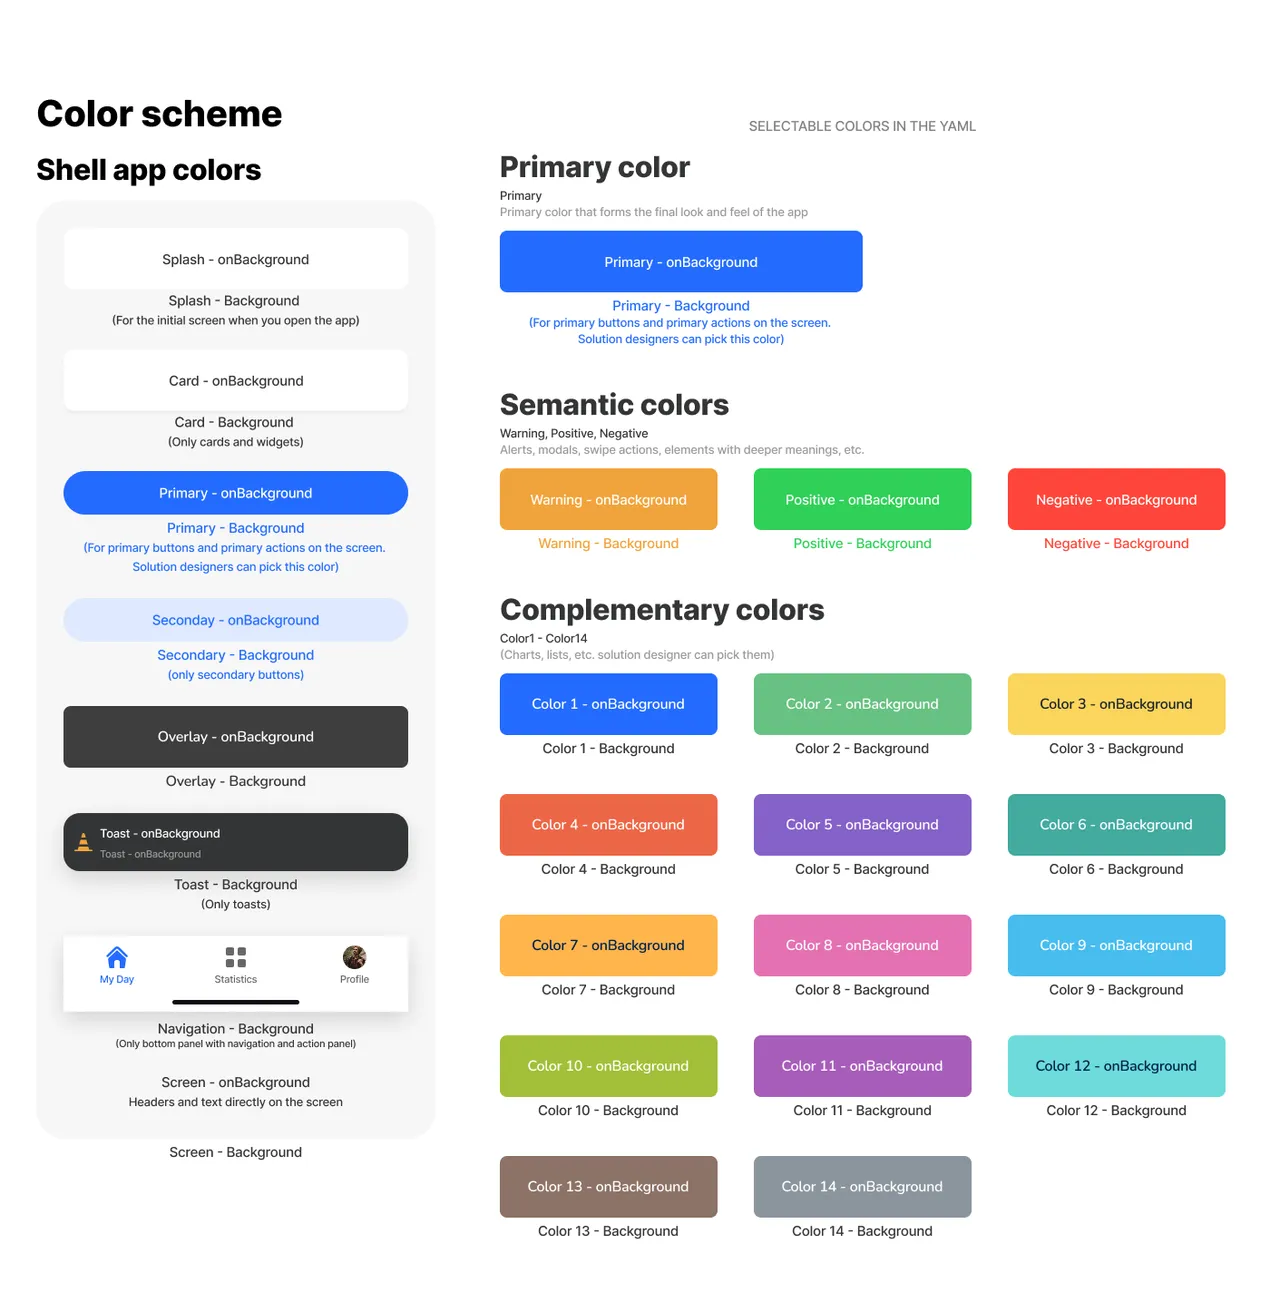 Color scheme
Shell app colors
Splash - onBackground
Splash - Background
(For the initial screen when you open the app)
Card - onBackground
Card - Background
(Only cards and widgets)
Primary - onBackground
Primary - Background
(For primary buttons and primary actions on the screen.
Solution designers can pick this color)
Seconday - onBackground
Secondary - Background
(only secondary buttons)
Overlay - onBackground
Overlay - Background
Toast - onBackground
Toast - onBackground
Toast - Background
(Only toasts)
My Day
Statistics
Profile
Navigation - Background
(Only bottom panel with navigation and action panel)
Screen - onBackground
Headers and text directly on the screen
Screen - Background
SELECTABLE COLORS IN THE YAML
Primary color
Primary
Primary color that forms the final look and feel of the app
Primary - onBackground
Primary - Background
(For primary buttons and primary actions on the screen.
Solution designers can pick this color)
Semantic colors
Warning, Positive, Negative
Alerts, modals, swipe actions, elements with deeper meanings, etc.
Warning - onBackground
Positive - onBackground
Negative - onBackground
Warning - Background
Positive - Background
Negative - Background
Complementary colors
Color1 - Color14
(Charts, lists, etc. solution designer can pick them)
Color 1 - onBackground
Color 2 - onBackground
Color 3 - onBackground
Color 1 - Background
Color 2 - Background
Color 3 - Background
Color 4 - onBackground
Color 5 - onBackground
Color 6 - onBackground
Color 4 - Background
Color 5 - Background
Color 6 - Background
Color 7 - onBackground
Color 8 - onBackground
Color 9 - onBackground
Color 7 - Background
Color 8 - Background
Color 9 - Background
Color 10 - onBackground
Color 11 - onBackground
Color 12 - onBackground
Color 10 - Background
Color 11 - Background
Color 12 - Background
Color 13 - onBackground
Color 14 - onBackground
Color 13 - Background
Color 14 - Background